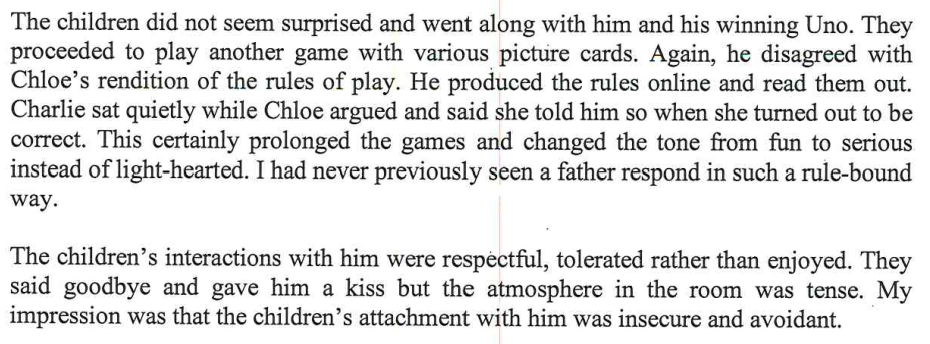 The children did not seem surprised and went along with him and his winning Uno. They
proceeded to play another game with various picture cards. Again, he disagreed with
Chloe's rendition of the rules of play. He produced the rules online and read them out.
Charlie sat quietly while Chloe argued and said she told him so when she turned out to be
correct. This certainly prolonged the games and changed the tone from fun to serious
instead of light-hearted. I had never previously seen a father respond in such a rule-bound
way.
The children's interactions with him were respectful, tolerated rather than enjoyed. They
said goodbye and gave him a kiss but the atmosphere in the room was tense. My
impression was that the children's attachment with him was insecure and avoidant.